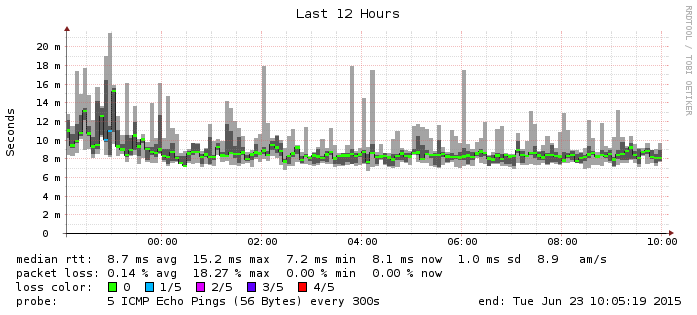 Last 12 Hours
RRDTOOL / TOBI OETIKER
Seconds
20 m
18 m
16 m
14 m
12 m
10 m
8 m
6 m
4 m
2 m
0
00:00 02:00 04:00 06:00 08:00 10:00
median rtt: 8.7 ms avg 15.2 ms max 7.2 ms min 8.1 ms now 1.0 ms sd 8.9 am/s
packet loss: 0.14 % avg 18.27 % max 0.00 % min 0.00 % now
loss color: 0 1/5 2/5 3/5 4/5
probe: 5 ICMP Echo Pings (56 Bytes) every 300s end: Tue Jun 23 10:05:19 2015